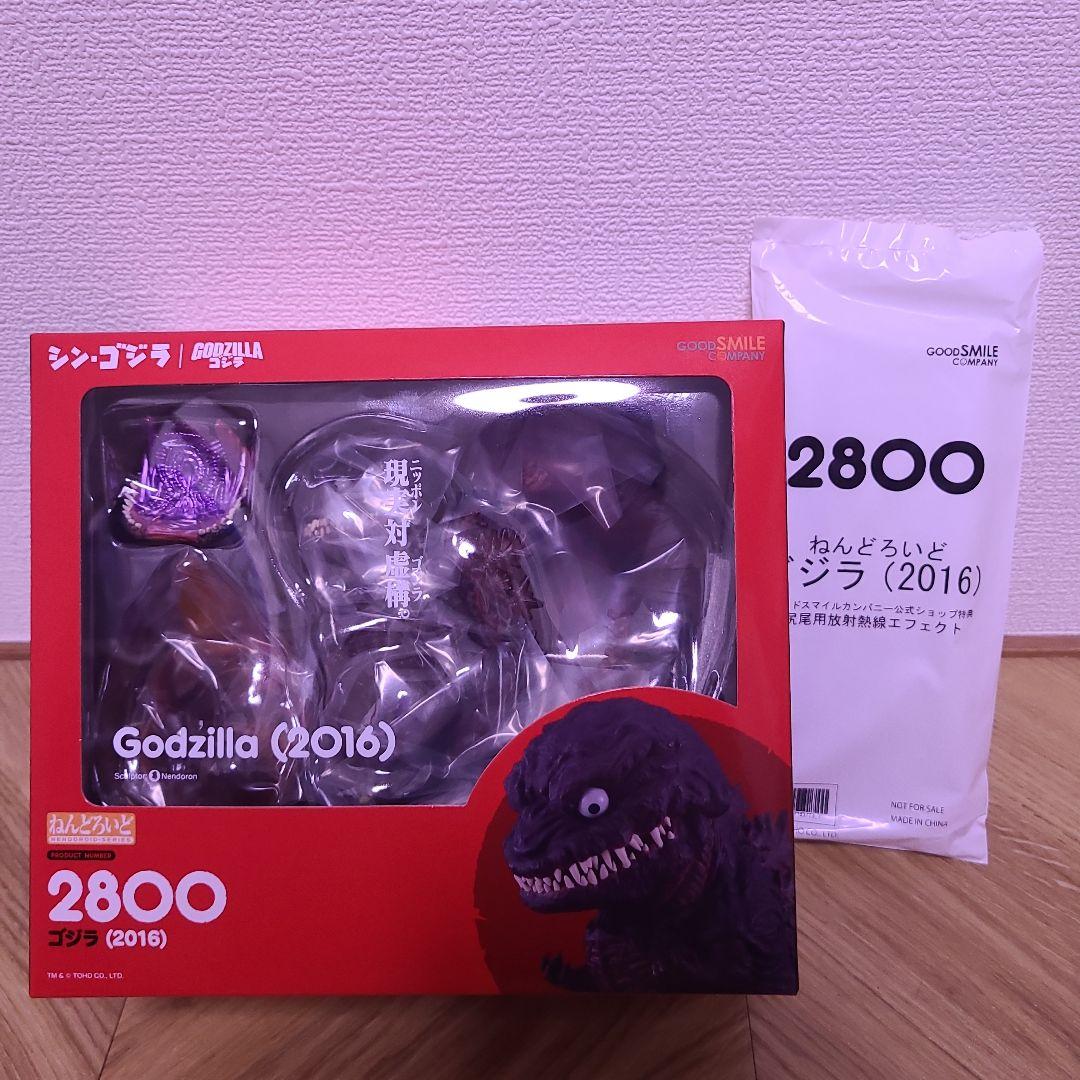 シン・ゴジラ | GODZILLA
ゴジラ
GOODSMILE
COMPANY
ニッポン ゴジラ
現実対虚構。
Godzilla (2016)
Sculptor: Nendoron
ねんどろいど
NENDOROID-SERIES
PRODUCT NUMBER
2800
ゴジラ (2016)
TM & © TOHO CO., LTD.
GOODSMILE
COMPANY
2800
ねんどろいど
ジラ (2016)
ドスマイルカンパニー公式ショップ特典
尻尾用放射熱線エフェクト
NOT FOR SALE
MADE IN CHINA
CO., LTD.